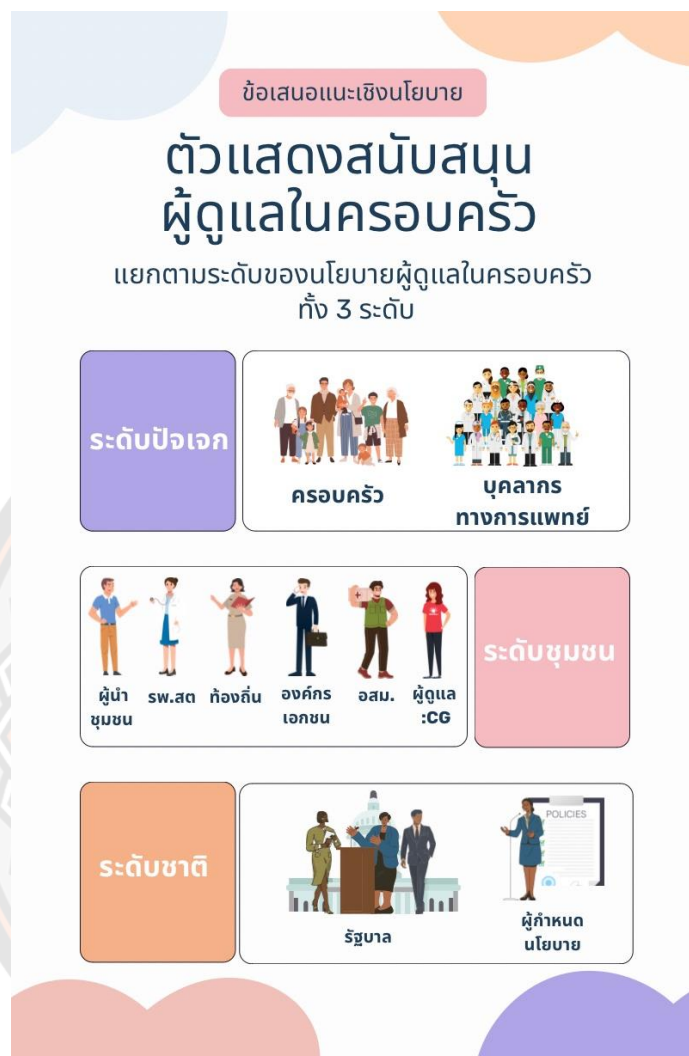 ข้อเสนอแนะเชิงนโยบาย
ตัวแสดงสนับสนุน
ผู้ดูแลในครอบครัว
แยกตามระดับของนโยบายผู้ดูแลในครอบครัว
ทั้ง 3 ระดับ
ระดับปัจเจก
ครอบครัว
บุคลากร
ทางการแพทย์
ผู้นำ
ชุมชน
รพ.สต
ท้องถิ่น
องค์กร
เอกชน
อสม.
ผู้ดูแล
:CG
ระดับชุมชน
ระดับชาติ
รัฐบาล
POLICIES
ผู้กำหนด
นโยบาย